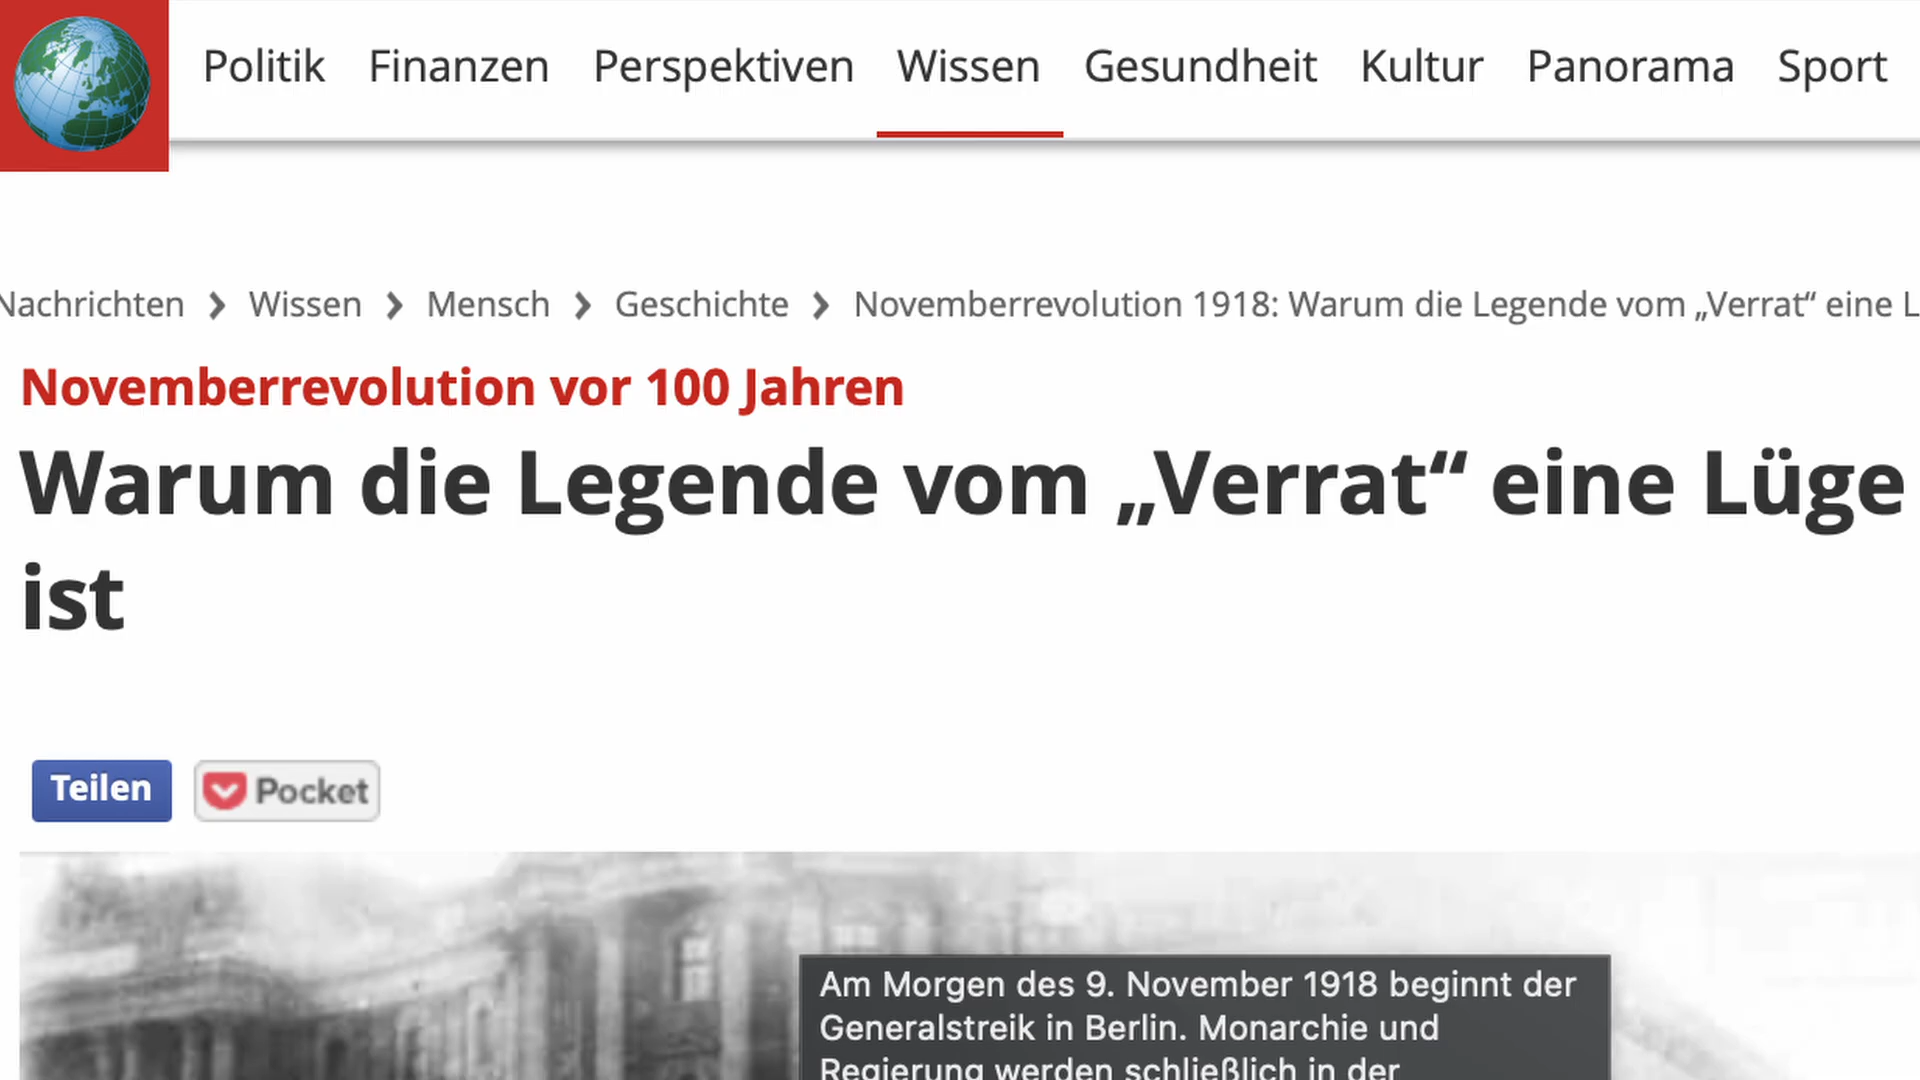 Politik Finanzen Perspektiven Wissen Gesundheit Kultur Panorama Sport
Nachrichten > Wissen > Mensch > Geschichte > Novemberrevolution 1918: Warum die Legende vom „Verrat“ eine L
Novemberrevolution vor 100 Jahren
Warum die Legende vom „Verrat“ eine Lüge
ist
Teilen Pocket
Am Morgen des 9. November 1918 beginnt der
Generalstreik in Berlin. Monarchie und
Regierung werden schließlich in der